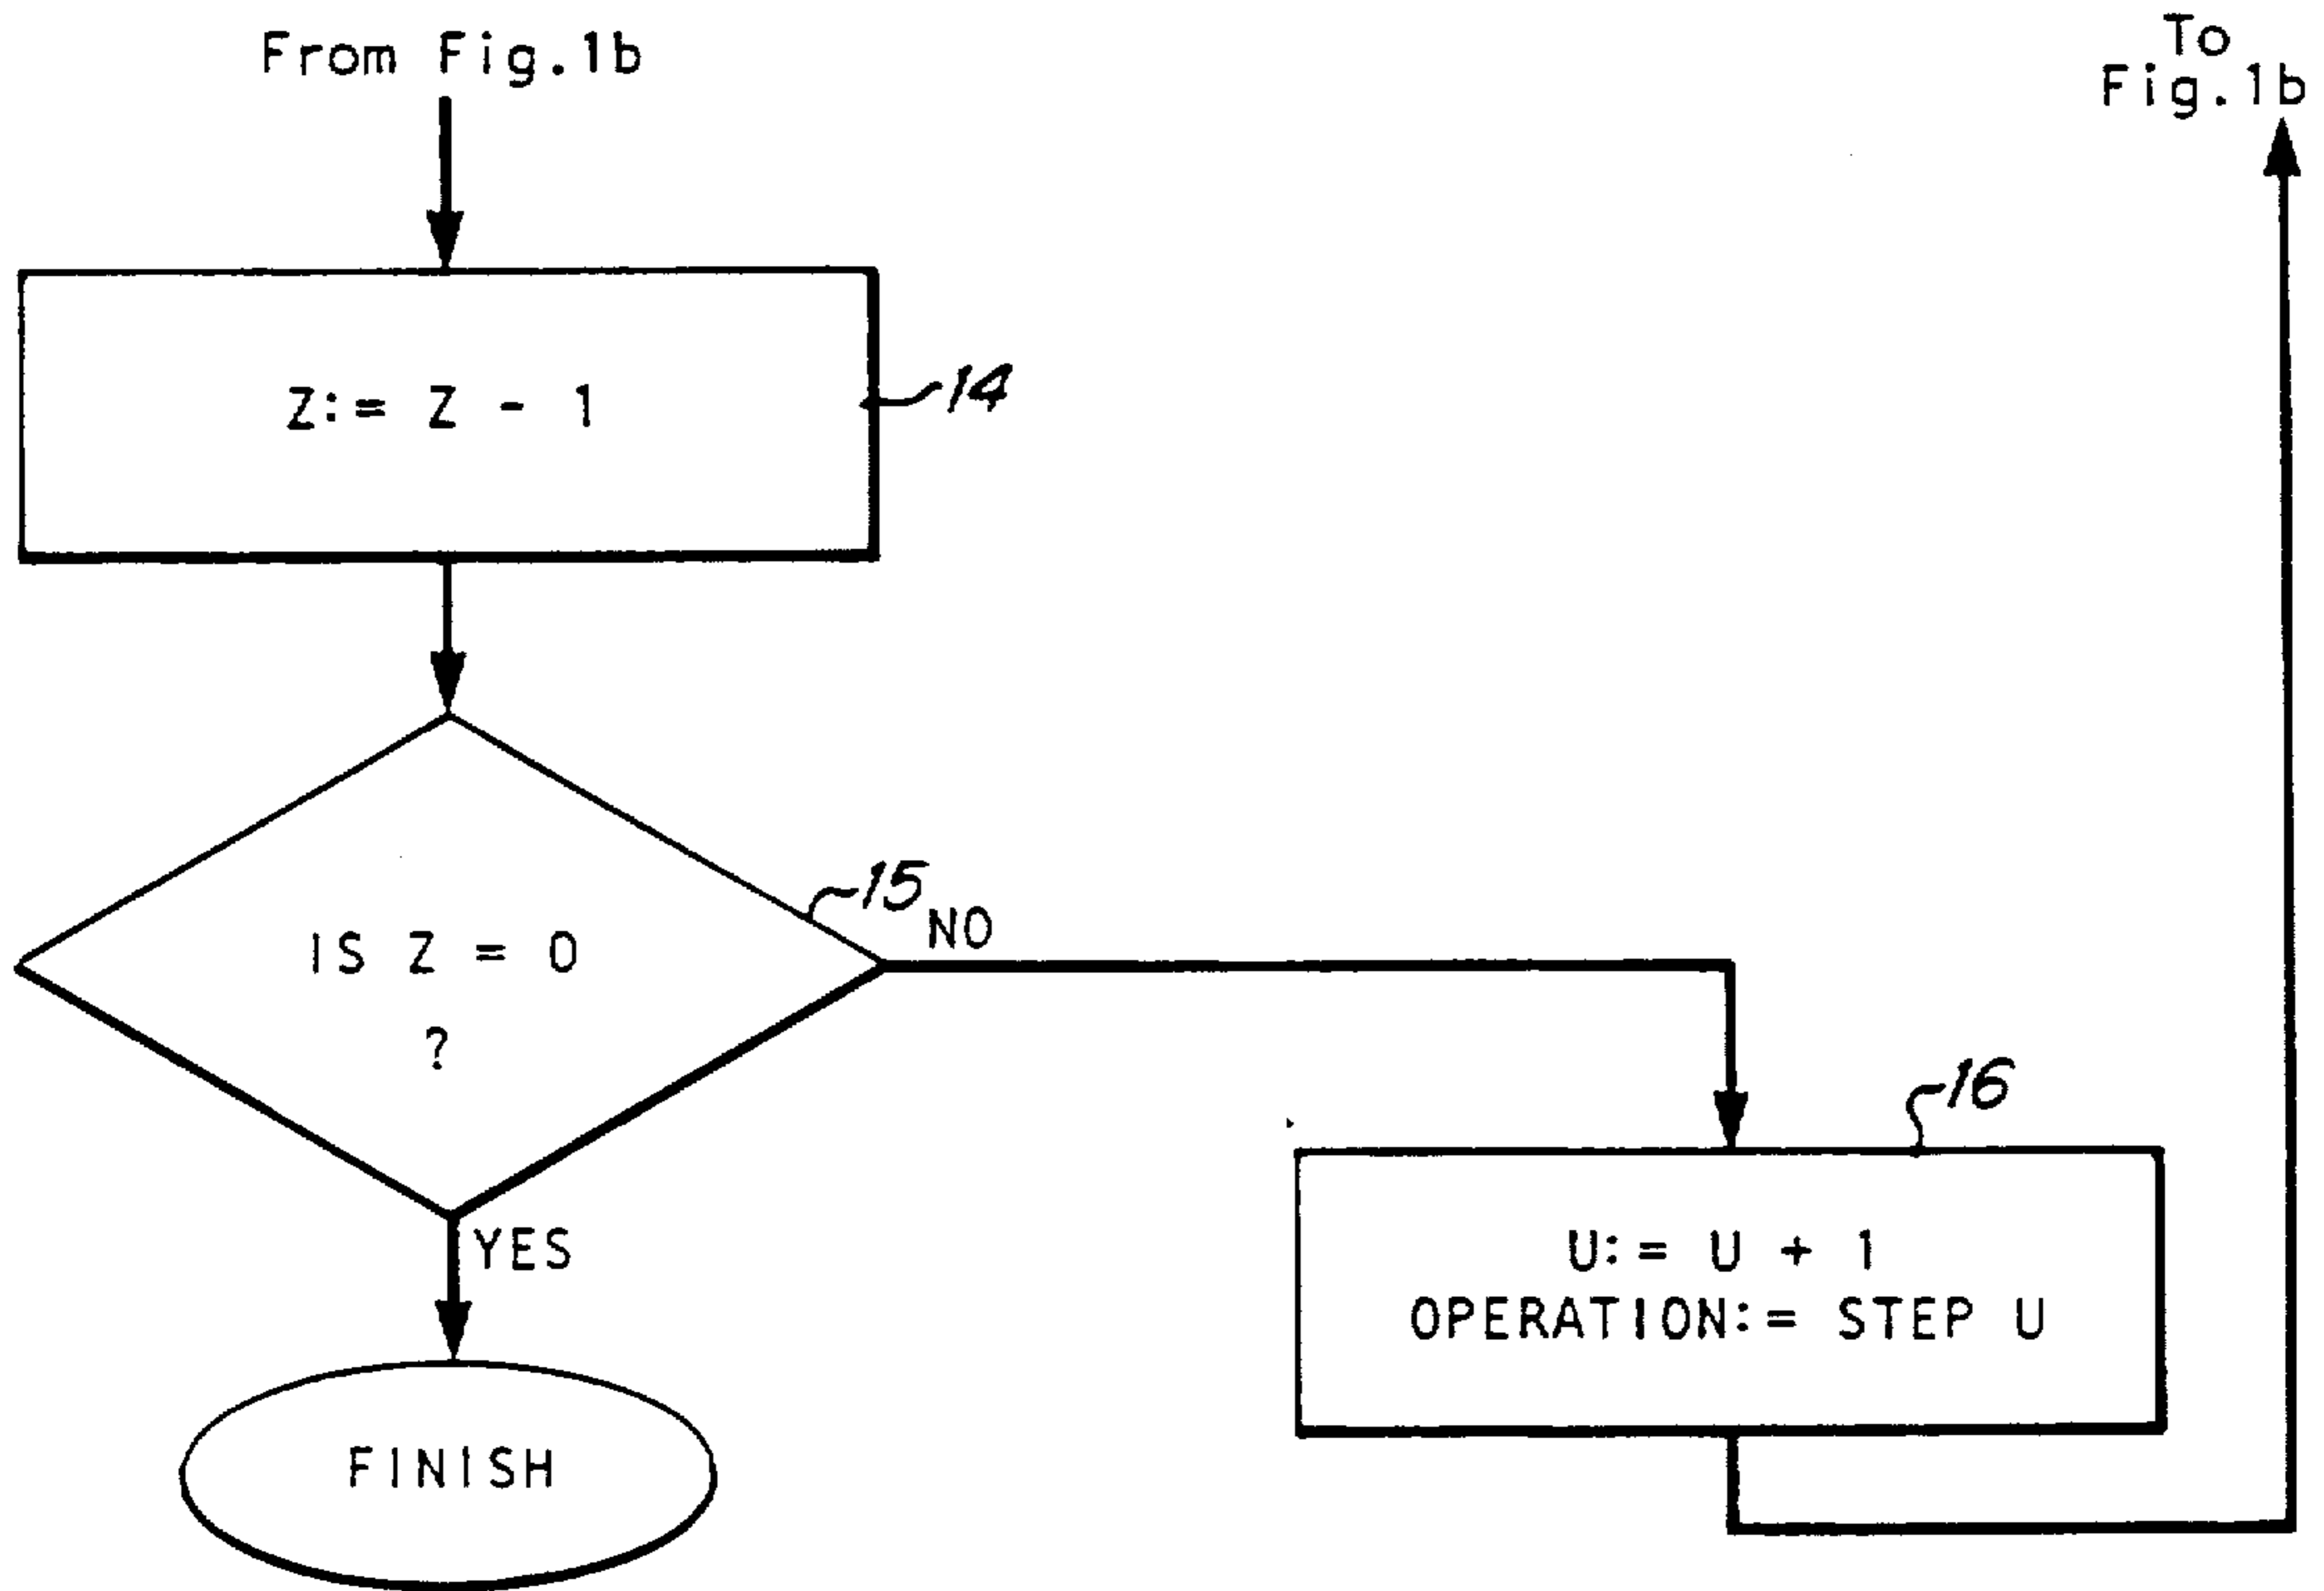 From Fig.1b
To
Fig.1b
Z:= Z - 1
14
15
NO
IS Z = 0
?
16
YES
U:= U + 1
OPERATION:= STEP U
FINISH